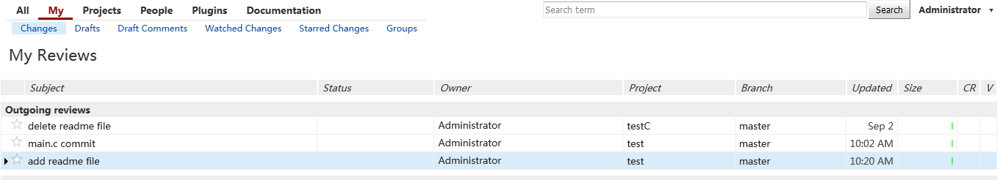 All My Projects People Plugins Documentation Search term Search Administrator
Changes Drafts Draft Comments Watched Changes Starred Changes Groups
My Reviews
Subject Status Owner Project Branch Updated Size CR V
Outgoing reviews
delete readme file Administrator testC master Sep 2
main.c commit Administrator test master 10:02 AM
add readme file Administrator test master 10:20 AM